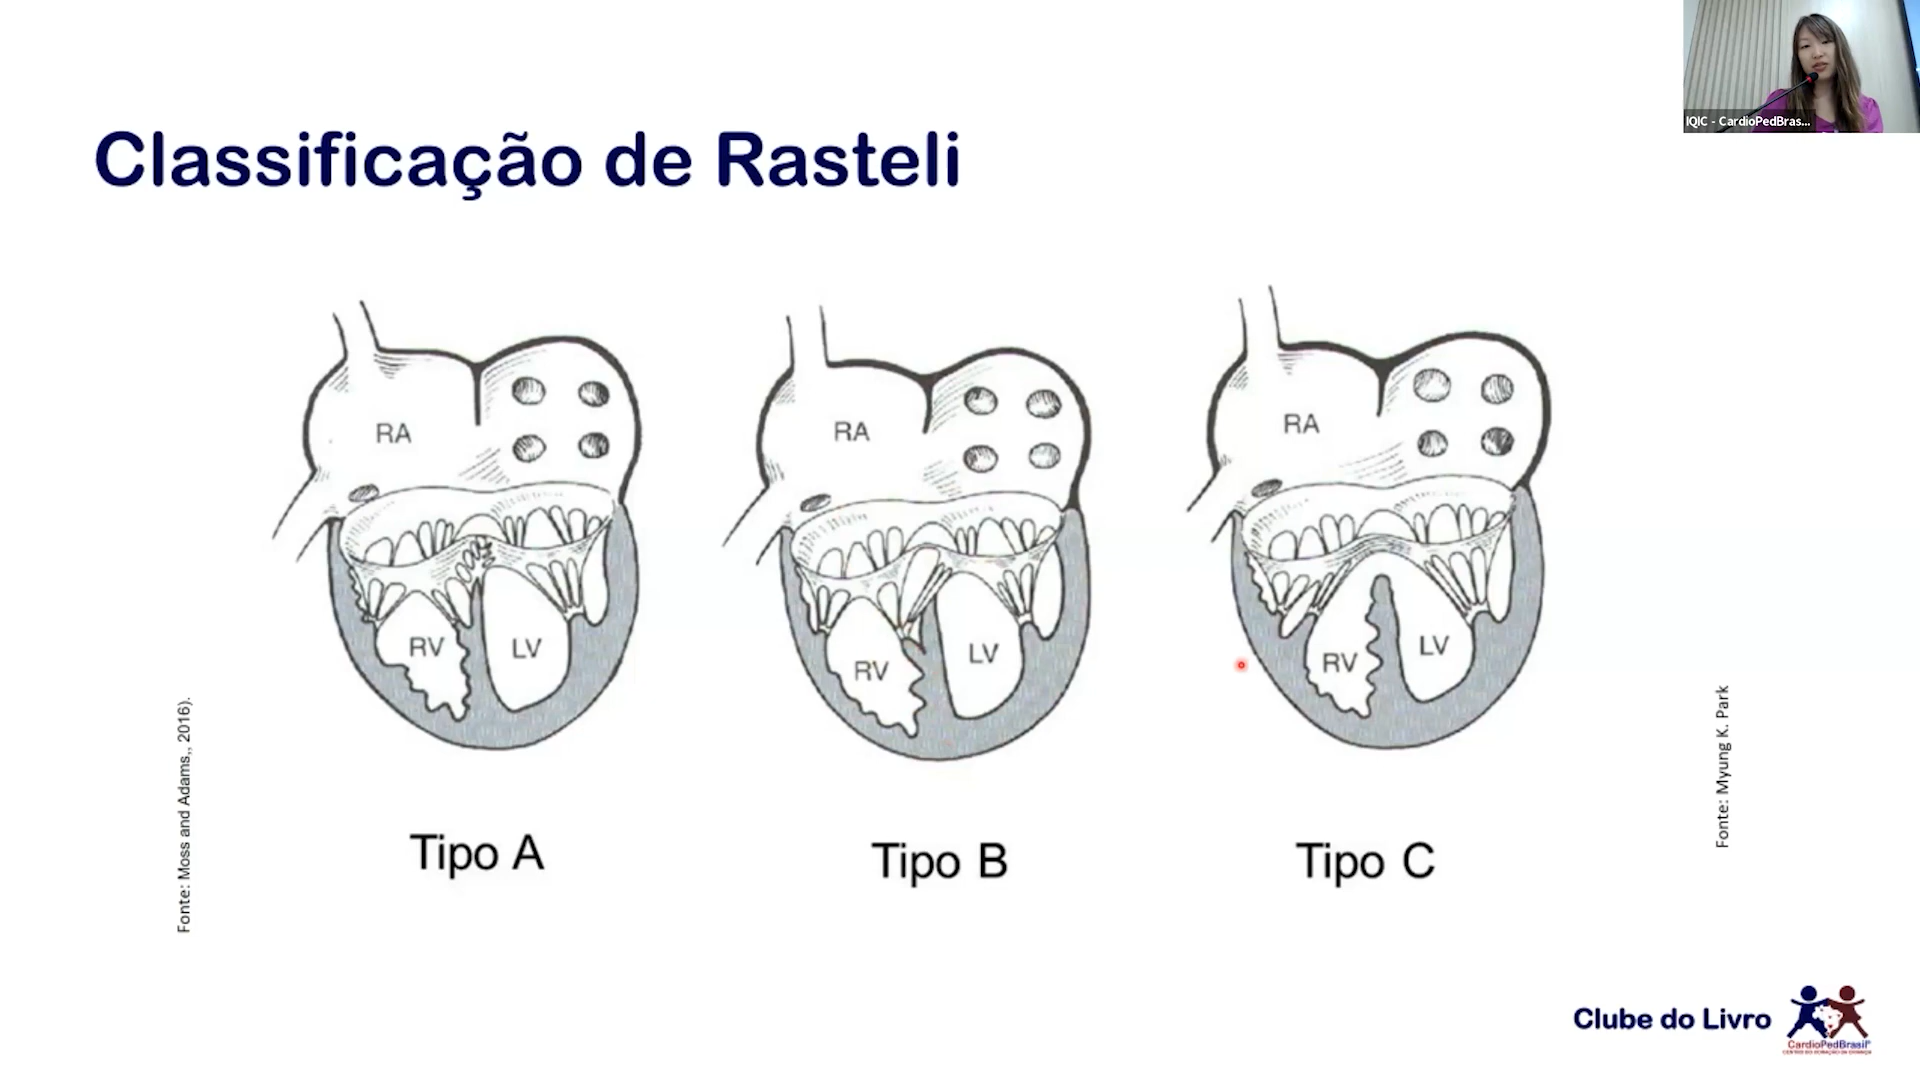 IQIC - CardioPedBras...
Classificação de Rasteli
RA
RV
LV
RA
RV
LV
RA
RV
LV
Tipo A
Tipo B
Tipo C
Fonte: Moss and Adams,, 2016).
Fonte: Myung K. Park
Clube do Livro
CardioPedBrasil®
CENTRO DO CORAÇÃO DA CRIANÇA